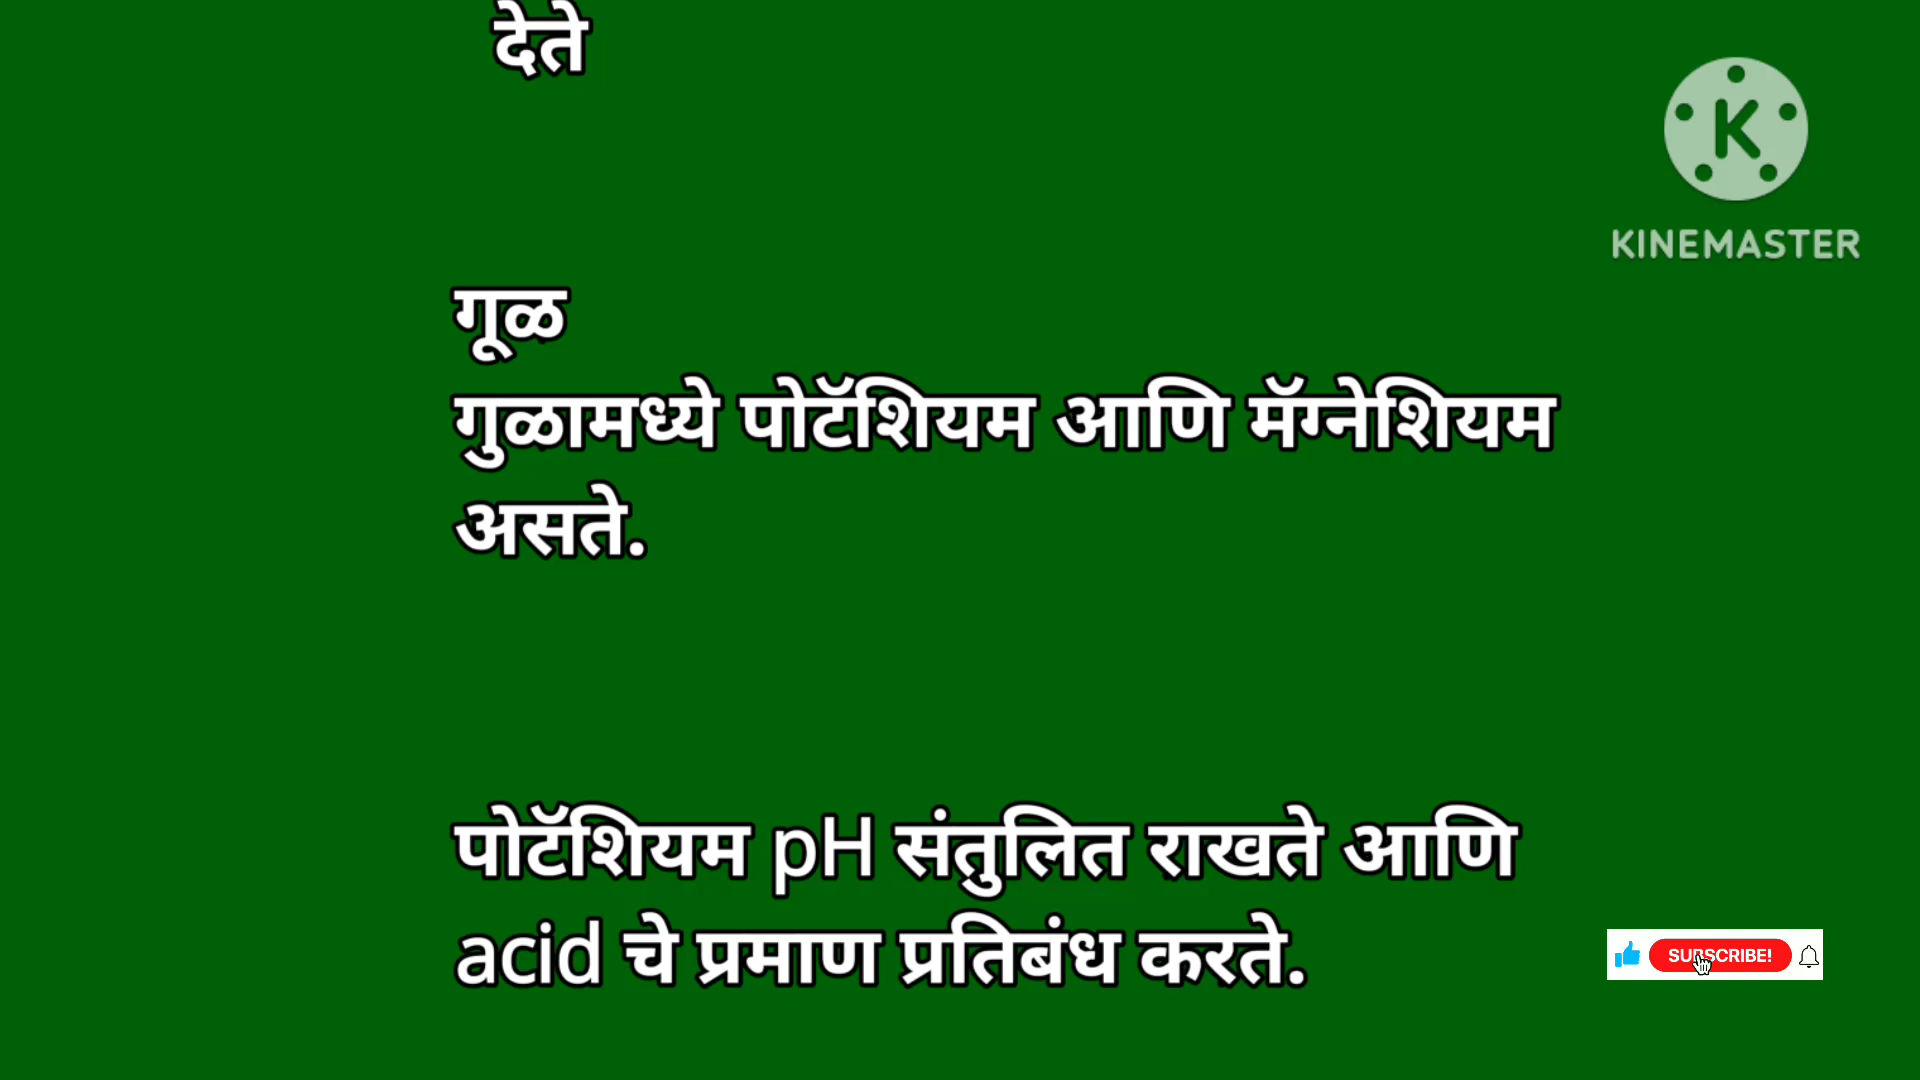 देते
KINEMASTER
गूळ
गुळामध्ये पोटॅशियम आणि मॅग्नेशियम
असते.
पोटॅशियम pH संतुलित राखते आणि
acid चे प्रमाण प्रतिबंध करते.
SUBSCRIBE!